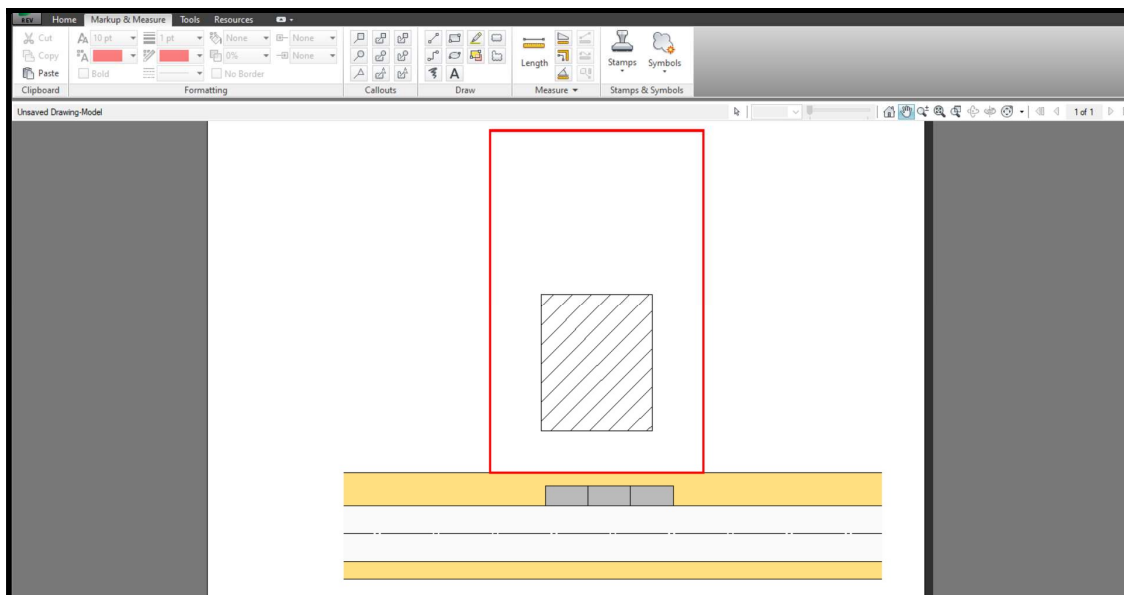 REV Home Markup & Measure Tools Resources
Cut 10 pt 1 pt None None
Copy A 0% None
Paste Bold No Border
A A Length Stamps Symbols
Clipboard Formatting Callouts Draw Measure Stamps & Symbols
Unsaved Drawing-Model 1 of 1